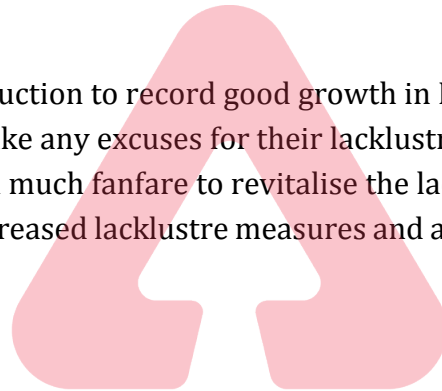 uction to record good growth in
ke any excuses for their lacklustr
much fanfare to revitalise the la
reased lacklustre measures and a